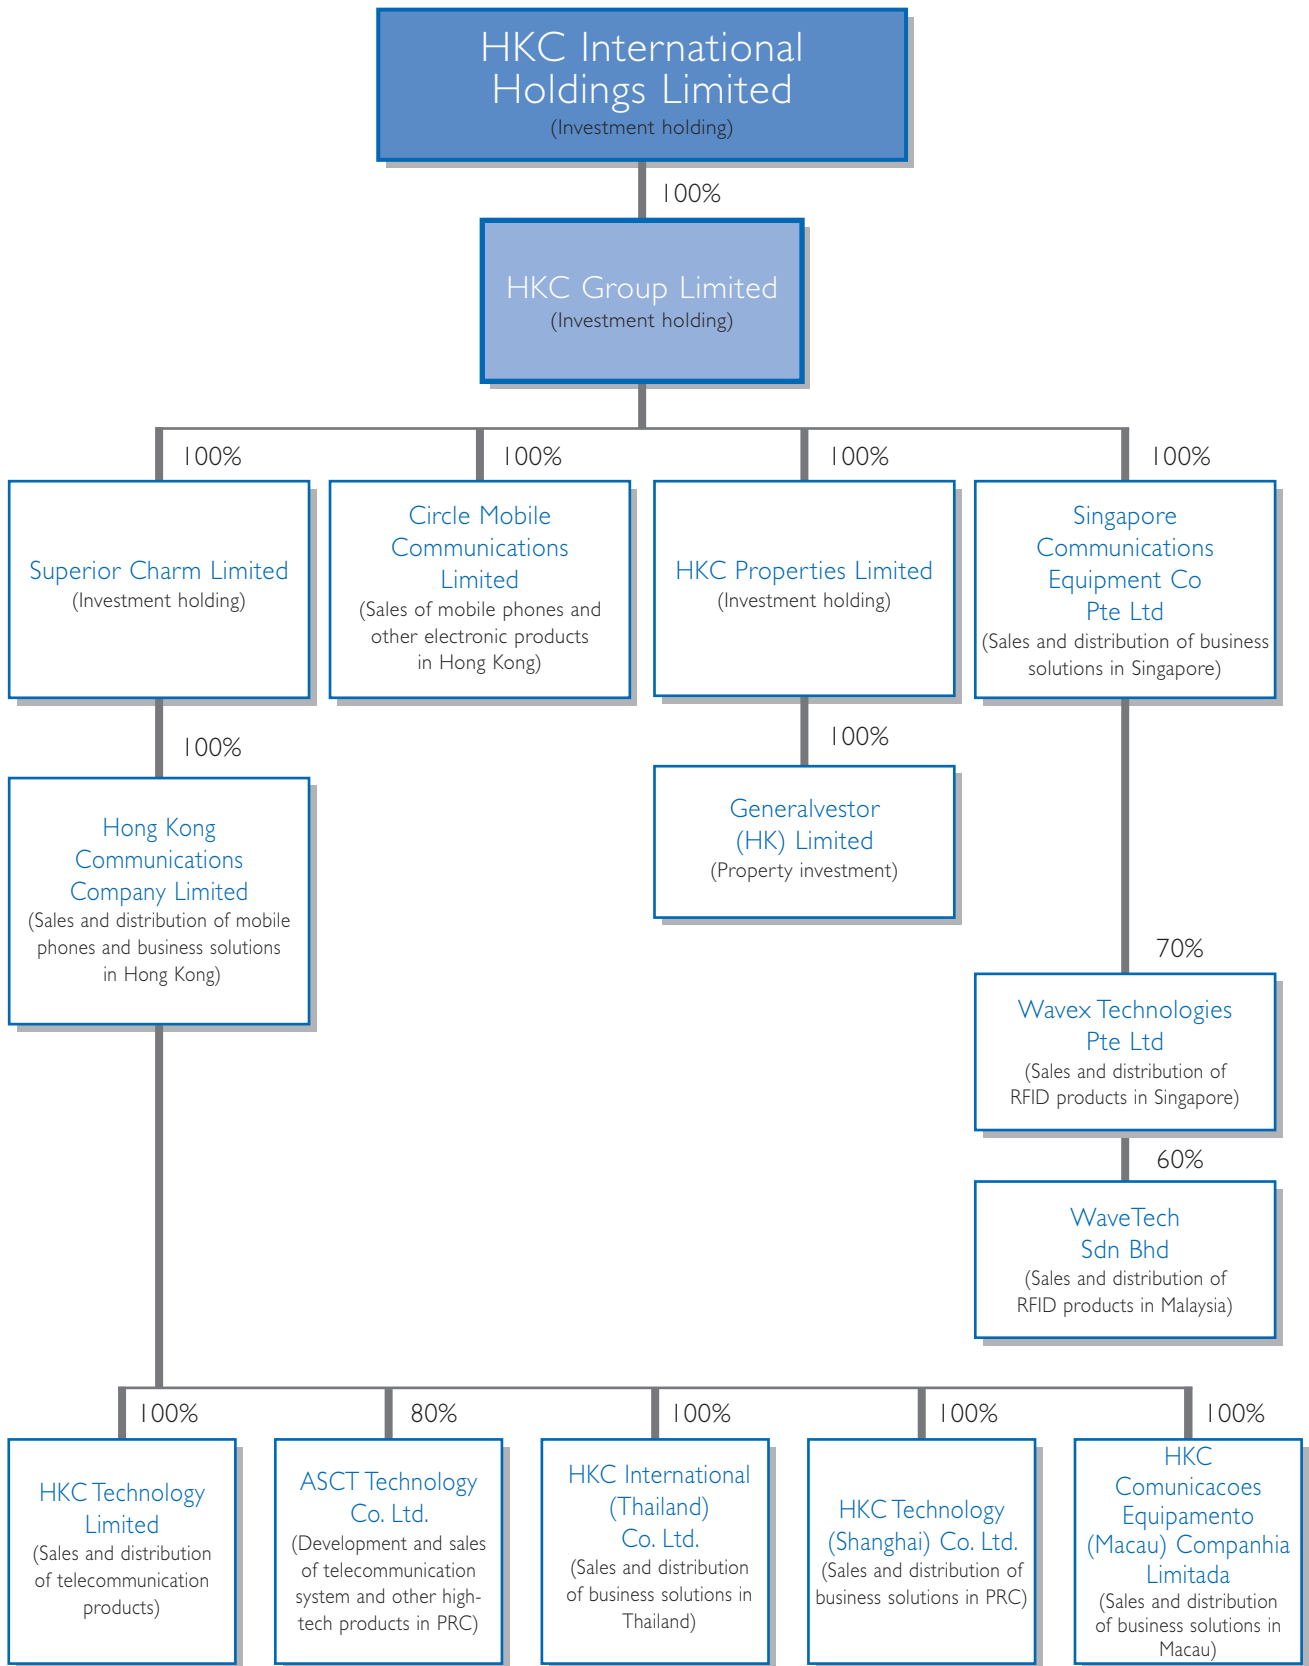 HKC International
Holdings Limited
(Investment holding)
100%
HKC Group Limited
(Investment holding)
100%
100%
100%
100%
Superior Charm Limited
(Investment holding)
Circle Mobile
Communications
Limited
(Sales of mobile phones and
other electronic products
in Hong Kong)
HKC Properties Limited
(Investment holding)
Singapore
Communications
Equipment Co
Pte Ltd
(Sales and distribution of business
solutions in Singapore)
100%
100%
Hong Kong
Communications
Company Limited
(Sales and distribution of mobile
phones and business solutions
in Hong Kong)
Generalvestor
(HK) Limited
(Property investment)
70%
Wavex Technologies
Pte Ltd
(Sales and distribution of
RFID products in Singapore)
60%
WaveTech
Sdn Bhd
(Sales and distribution of
RFID products in Malaysia)
100%
80%
100%
100%
100%
HKC Technology
Limited
(Sales and distribution
of telecommunication
products)
ASCT Technology
Co. Ltd.
(Development and sales
of telecommunication
system and other high-
tech products in PRC)
HKC International
(Thailand)
Co. Ltd.
(Sales and distribution
of business solutions in
Thailand)
HKC Technology
(Shanghai) Co. Ltd.
(Sales and distribution of
business solutions in PRC)
HKC
Comunicacoes
Equipamento
(Macau) Companhia
Limitada
(Sales and distribution
of business solutions in
Macau)